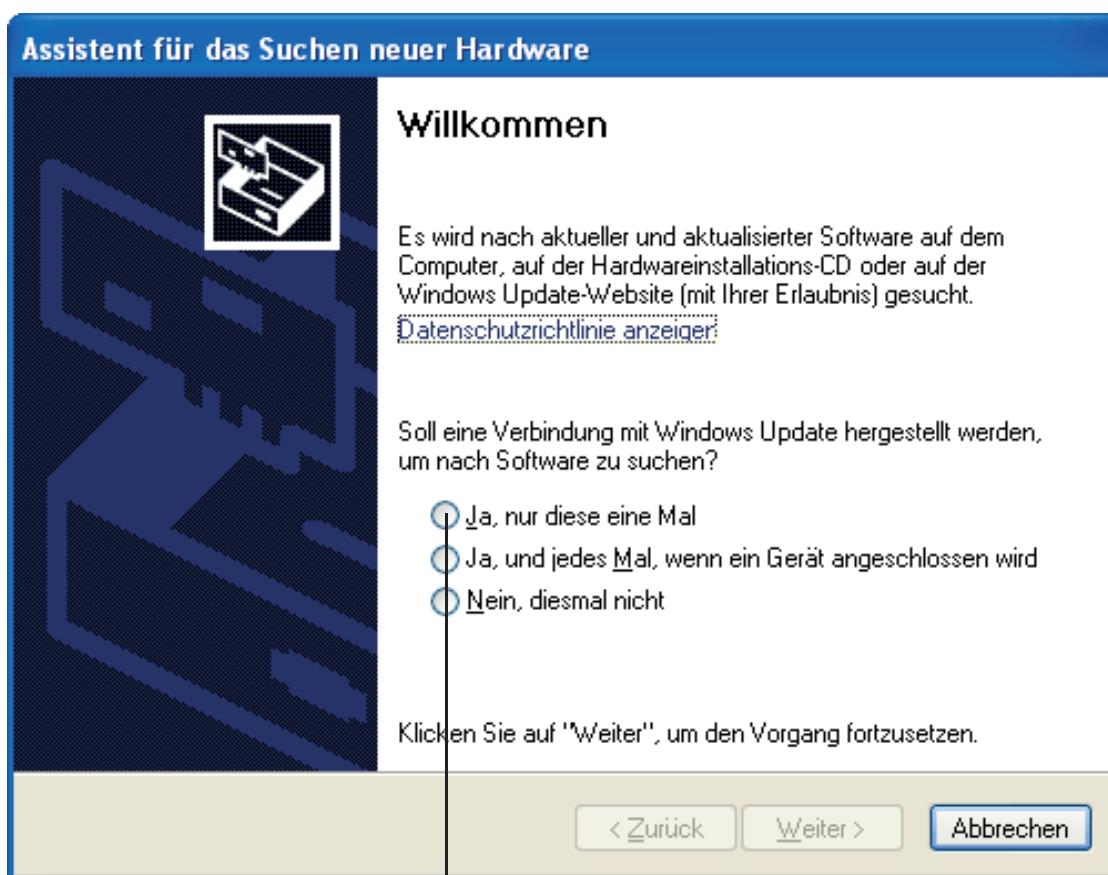 Assistent für das Suchen neuer Hardware
Willkommen
Es wird nach aktueller und aktualisierter Software auf dem
Computer, auf der Hardwareinstallations-CD oder auf der
Windows Update-Website (mit Ihrer Erlaubnis) gesucht.
Datenschutzrichtlinie anzeigen
Soll eine Verbindung mit Windows Update hergestellt werden,
um nach Software zu suchen?
Ja, nur diese eine Mal
Ja, und jedes Mal, wenn ein Gerät angeschlossen wird
Nein, diesmal nicht
Klicken Sie auf "Weiter", um den Vorgang fortzusetzen.
< Zurück Weiter > Abbrechen